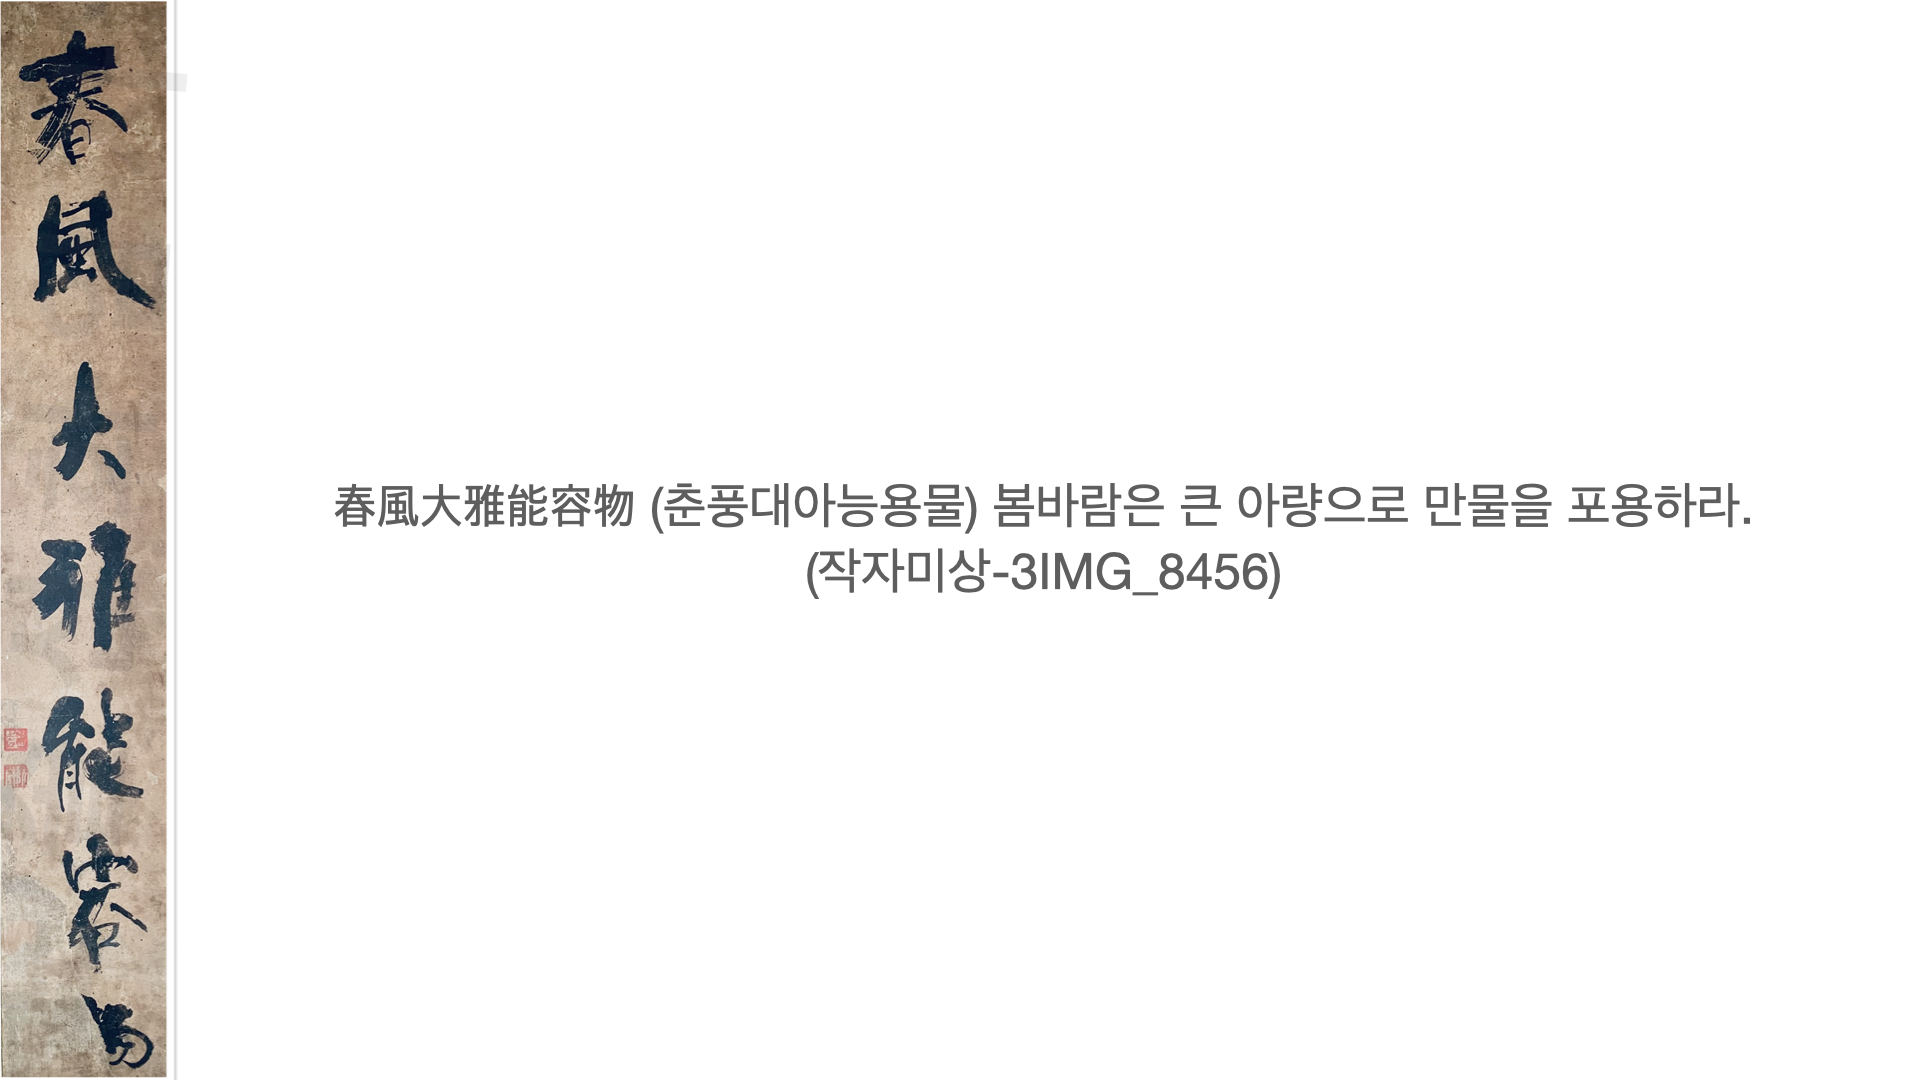 春
風
大
雅
能
容
物
春風大雅能容物 (춘풍대아능용물) 봄바람은 큰 아량으로 만물을 포용하라.
(작자미상-3IMG_8456)